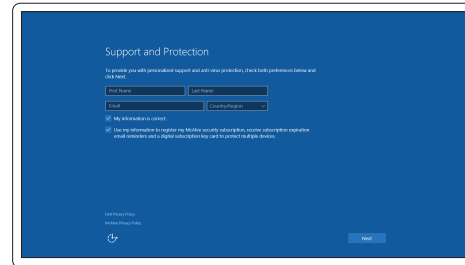 Support and Protection
To provide you with personalized support and anti-virus protection, check both preferences below and
click Next.
First Name
Last Name
Email
Country/Region
My information is correct.
Use my information to register my McAfee security subscription, receive subscription expiration
email reminders and a digital subscription key card to protect multiple devices.
Dell Privacy Policy
McAfee Privacy Policy
Next